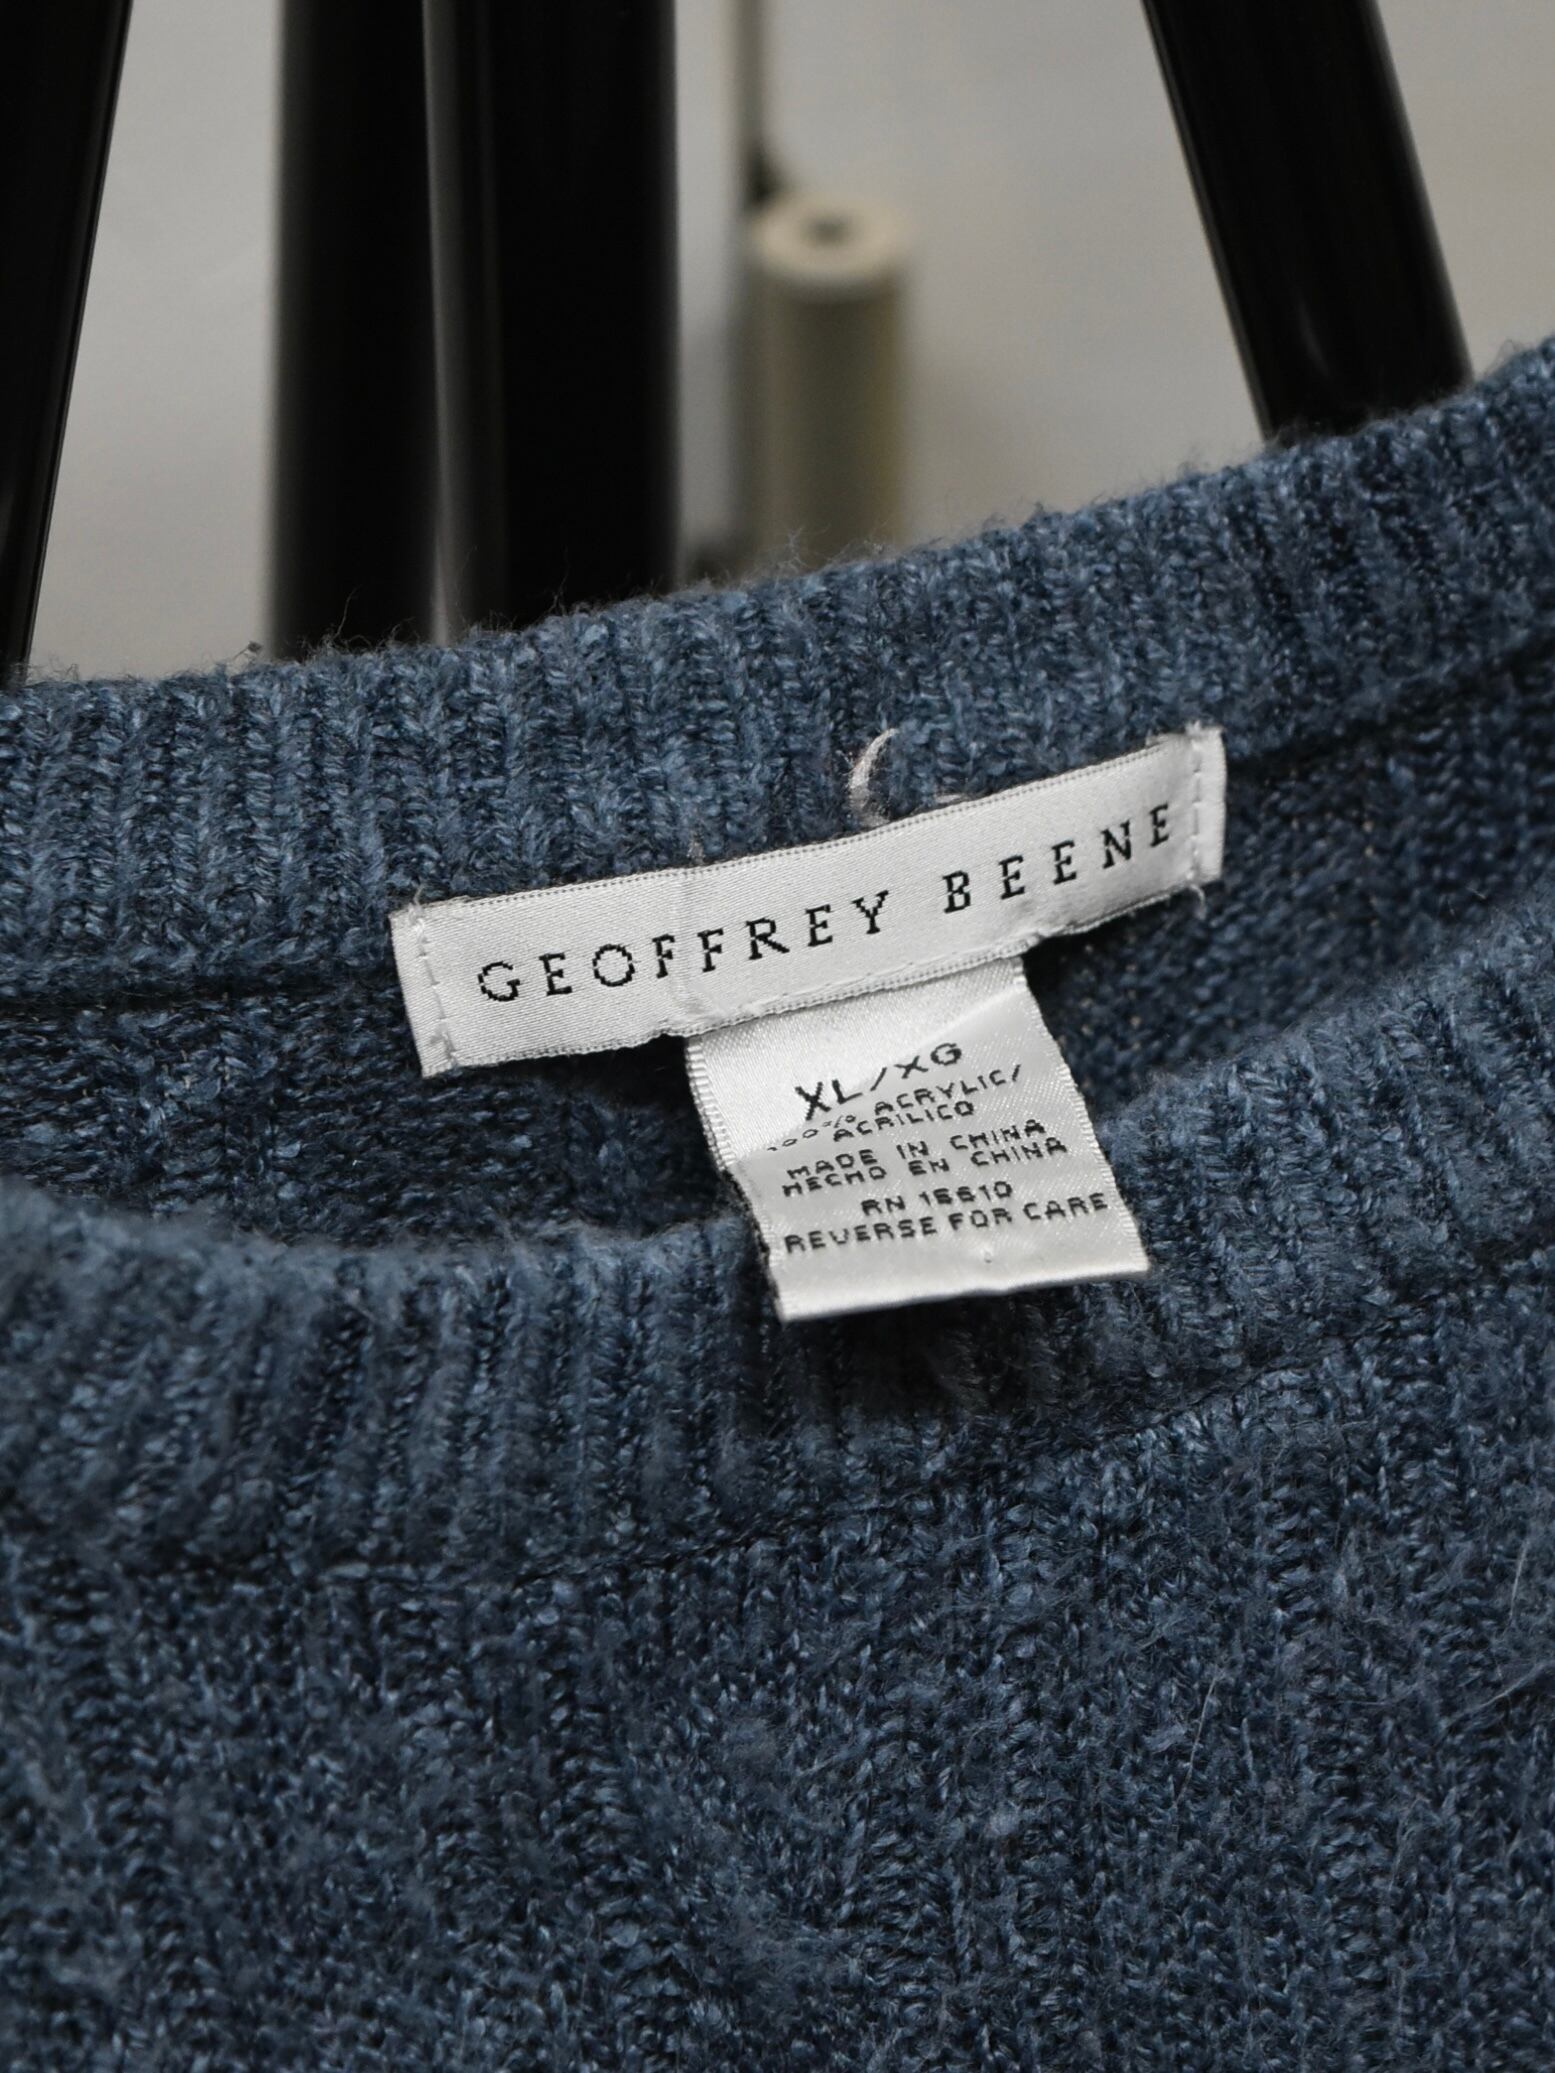 GEOFFREY BEENE
XL/XG
100% ACRYLIC/
ACRILICO
MADE IN CHINA
HECHO EN CHINA
RN 15610
REVERSE FOR CARE